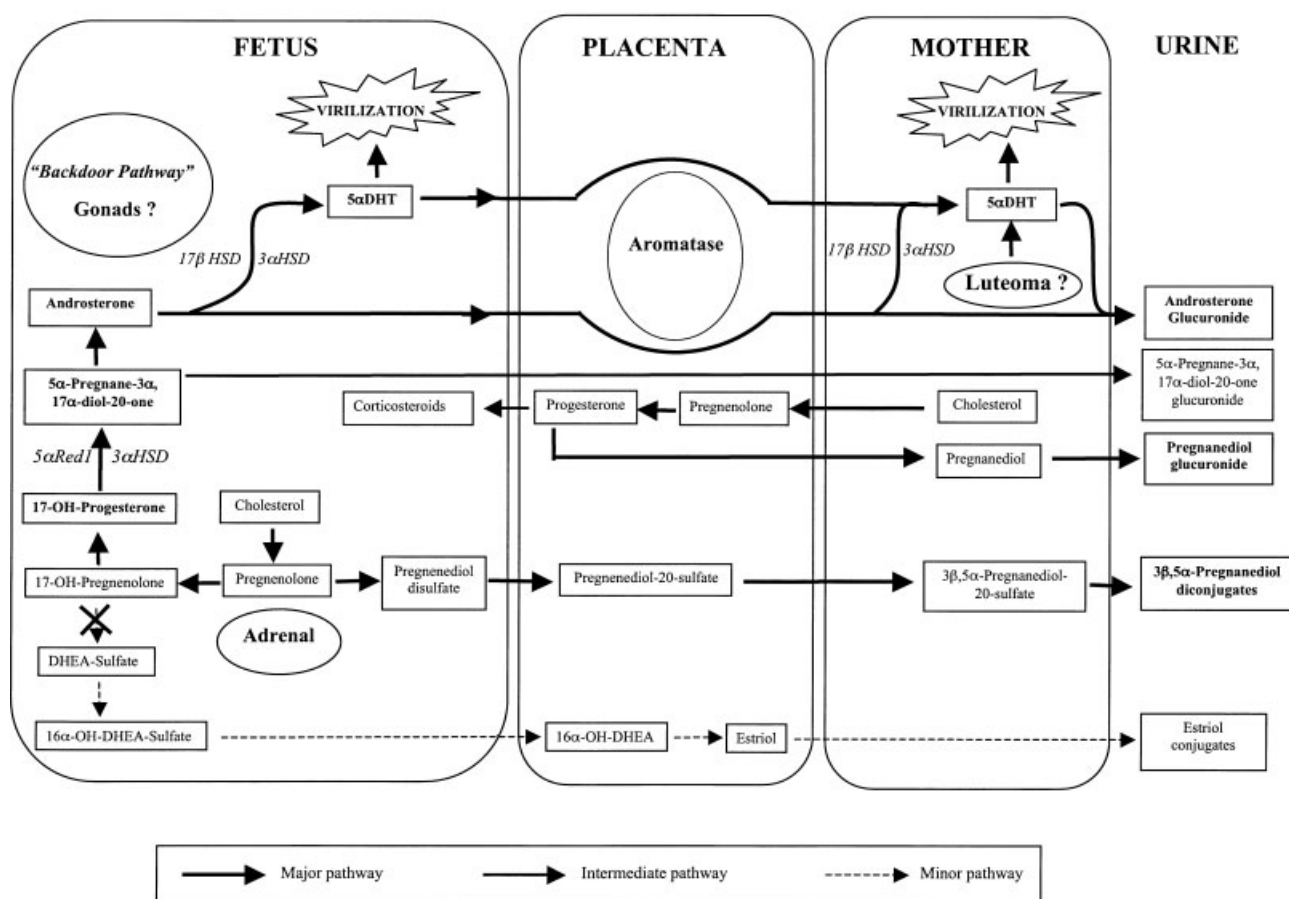 FETUS
PLACENTA
MOTHER
URINE
VIRILIZATION
VIRILIZATION
“Backdoor Pathway”
Gonads ?
5αDHT
5αDHT
Aromatase
17β HSD 3αHSD
17β HSD 3αHSD
Luteoma ?
Androsterone
Androsterone
Glucuronide
5α-Pregnane-3α,
17α-diol-20-one
5α-Pregnane-3α,
17α-diol-20-one
glucuronide
Corticosteroids
Progesterone
Pregnenolone
Cholesterol
5αRed1 3αHSD
Pregnanediol
Pregnanediol
glucuronide
17-OH-Progesterone
Cholesterol
17-OH-Pregnenolone
Pregnenolone
Pregnenediol
disulfate
Pregnenediol-20-sulfate
3β,5α-Pregnanediol-
20-sulfate
3β,5α-Pregnanediol
diconjugates
Adrenal
DHEA-Sulfate
16α-OH-DHEA-Sulfate
16α-OH-DHEA
Estriol
Estriol
conjugates
Major pathway
Intermediate pathway
Minor pathway